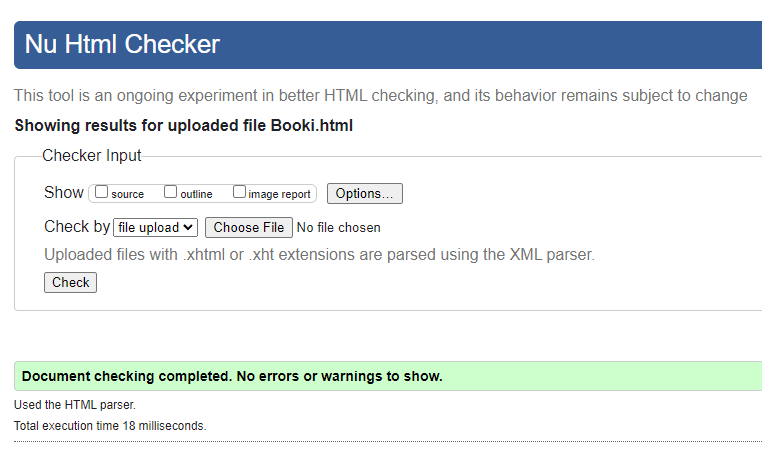 Nu Html Checker
This tool is an ongoing experiment in better HTML checking, and its behavior remains subject to change
Showing results for uploaded file Booki.html
Checker Input
Show source outline image report Options...
Check by file upload Choose File No file chosen
Uploaded files with .xhtml or .xht extensions are parsed using the XML parser.
Check
Document checking completed. No errors or warnings to show.
Used the HTML parser.
Total execution time 18 milliseconds.